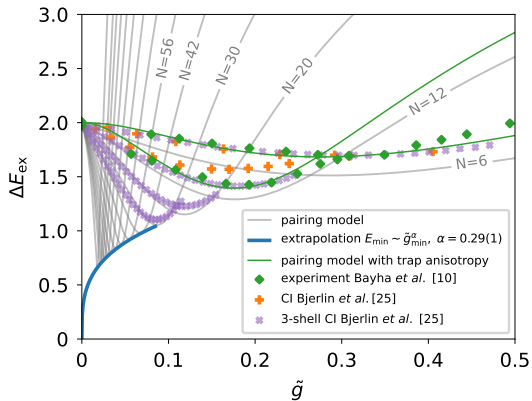 3.0
2.5
2.0
1.5
1.0
0.5
0
ΔE_ex
N=56
N=42
N=30
N=20
N=12
N=6
pairing model
extrapolation E_min ~ g̃_min^α, α = 0.29(1)
pairing model with trap anisotropy
experiment Bayha et al. [10]
CI Bjerlin et al. [25]
3-shell CI Bjerlin et al. [25]
0 0.1 0.2 0.3 0.4 0.5
g̃